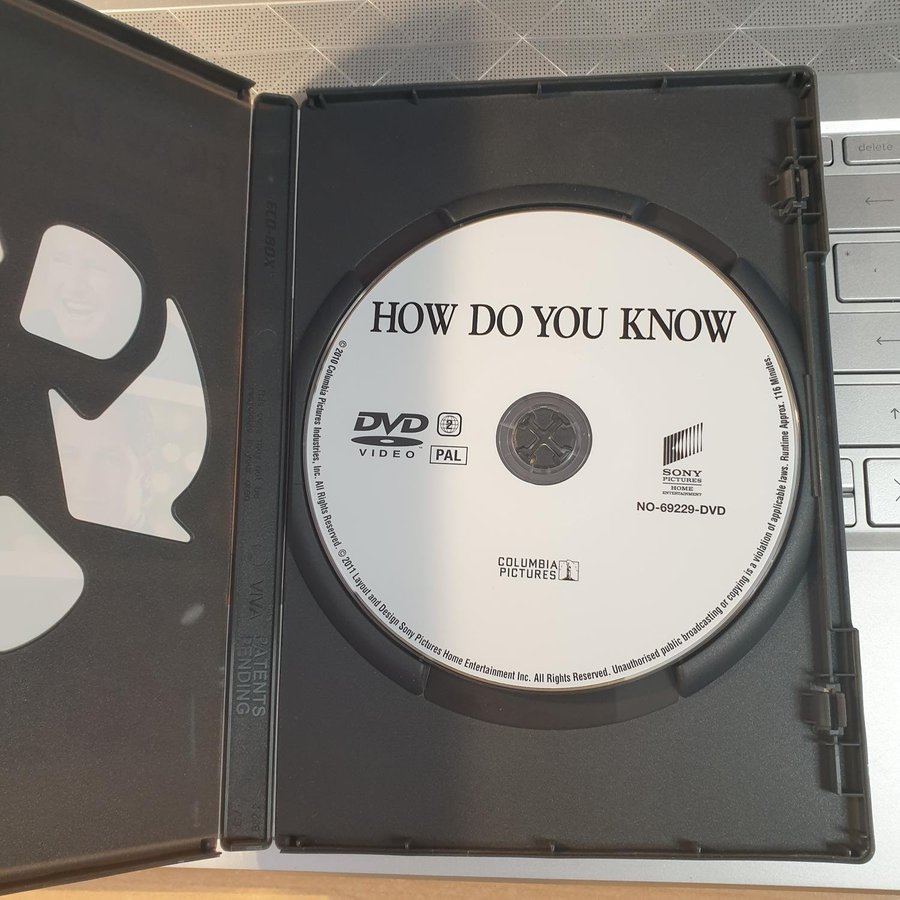 delete
ECO-BOX
HOW DO YOU KNOW
DVD
VIDEO
2
PAL
SONY
PICTURES
HOME
ENTERTAINMENT
NO-69229-DVD
COLUMBIA
PICTURES
© 2010 Columbia Pictures Industries, Inc. All Rights Reserved. © 2011 Layout and Design Sony Pictures Home Entertainment Inc. All Rights Reserved. Unauthorised public broadcasting or copying is a violation of applicable laws. Runtime Approx. 116 Minutes.
VIVA
PATENTS
PENDING